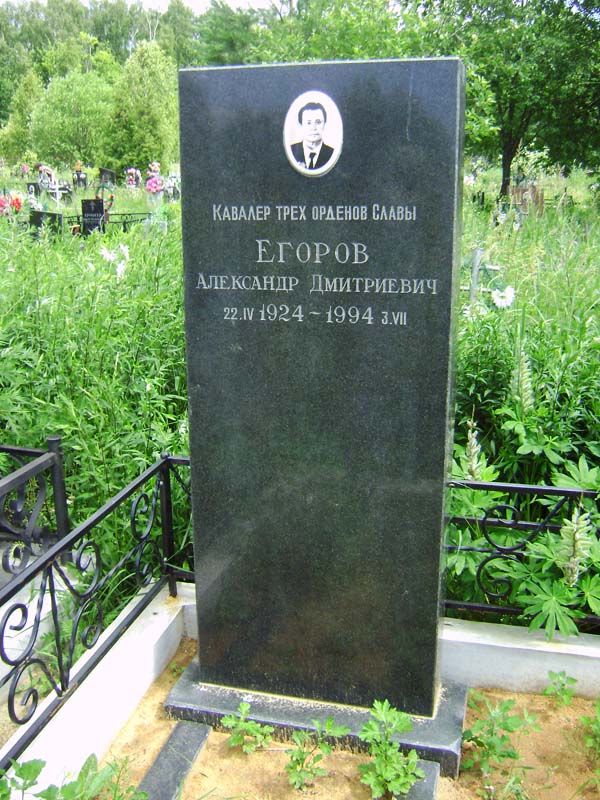 Кавалер трех орденов Славы
Егоров
Александр Дмитриевич
22.IV 1924 ~ 1994 3.VII